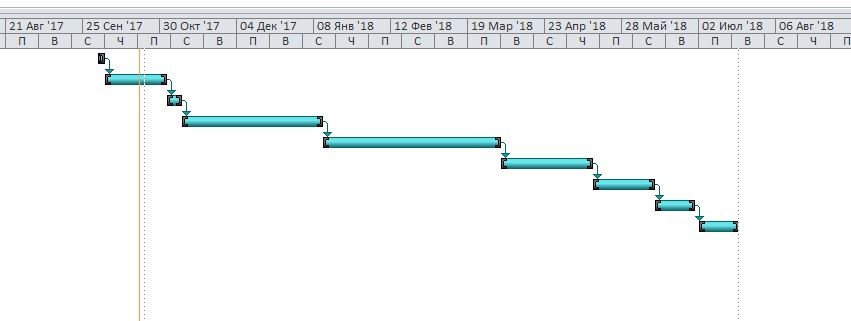 21 Авг '17 25 Сен '17 30 Окт '17 04 Дек '17 08 Янв '18 12 Фев '18 19 Мар '18 23 Апр '18 28 Май '18 02 Июл '18 06 Авг '18
П В С Ч П В С Ч П В С Ч П В С Ч П В С Ч П В С Ч П В С Ч П